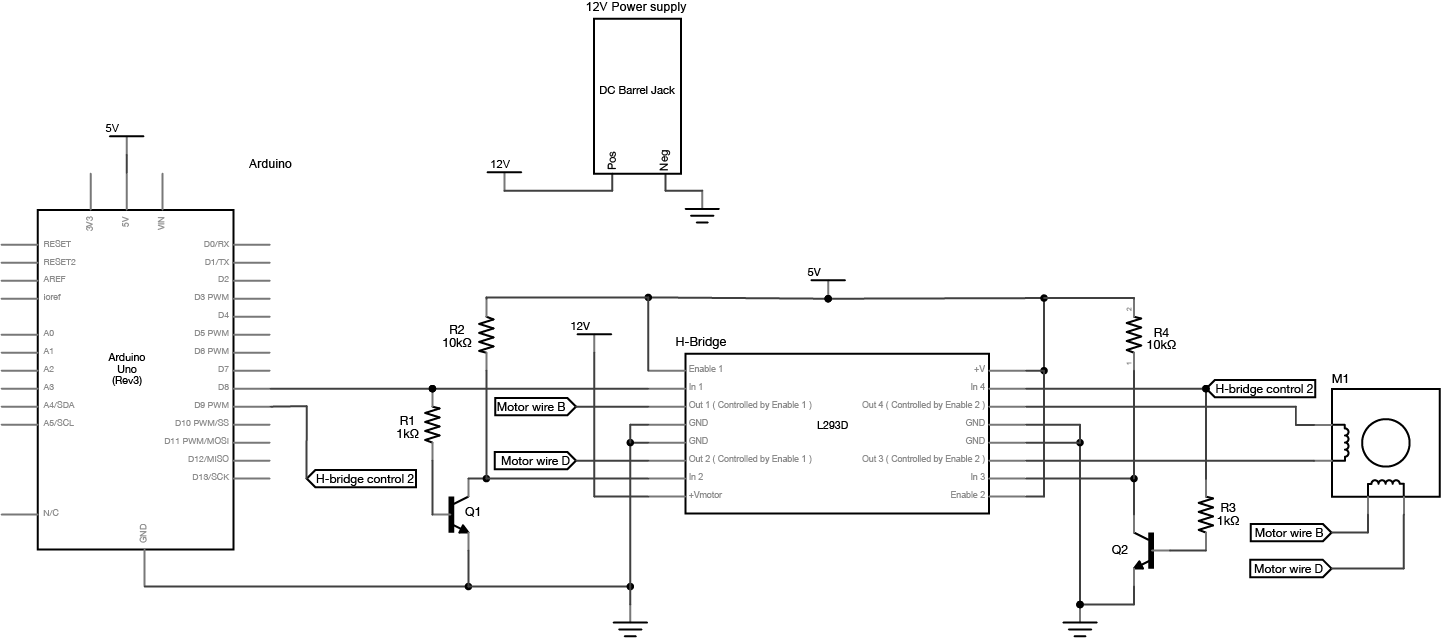 12V Power supply
DC Barrel Jack
Pos
Neg
12V
5V
Arduino
3V3
5V
VIN
RESET
RESET2
AREF
ioref
A0
A1
A2
A3
A4/SDA
A5/SCL
N/C
Arduino
Uno
(Rev3)
D0/RX
D1/TX
D2
D3 PWM
D4
D5 PWM
D6 PWM
D7
D8
D9 PWM
D10 PWM/SS
D11 PWM/MOSI
D12/MISO
D13/SCK
GND
H-bridge control 2
R1
1kΩ
R2
10kΩ
Q1
12V
5V
Motor wire B
Motor wire D
H-Bridge
L293D
Enable 1
In 1
Out 1 ( Controlled by Enable 1 )
GND
GND
Out 2 ( Controlled by Enable 1 )
In 2
+Vmotor
+V
In 4
Out 4 ( Controlled by Enable 2 )
GND
GND
Out 3 ( Controlled by Enable 2 )
In 3
Enable 2
2
R4
10kΩ
1
H-bridge control 2
M1
R3
1kΩ
Q2
Motor wire B
Motor wire D